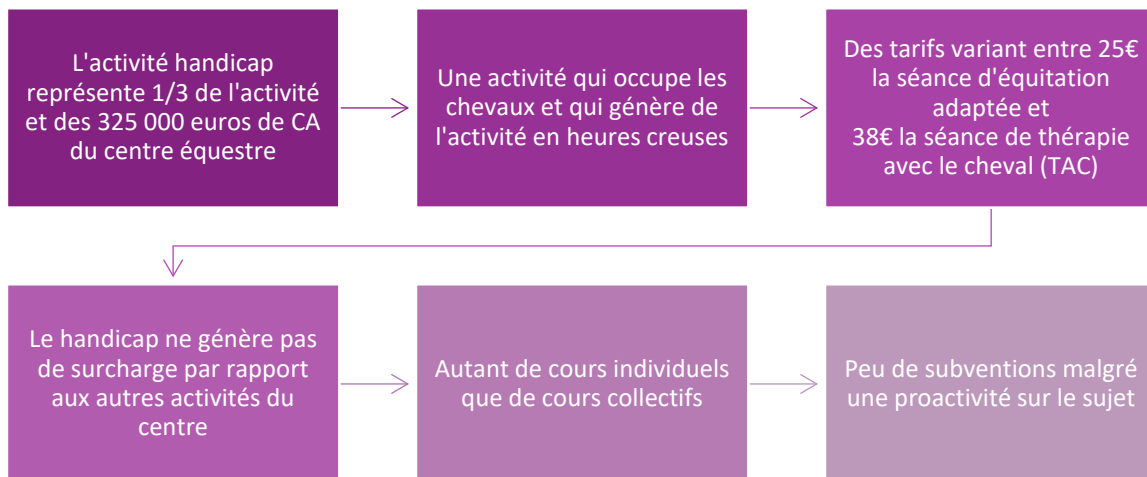 L'activité handicap
représente 1/3 de l'activité
et des 325 000 euros de CA
du centre équestre
Une activité qui occupe les
chevaux et qui génère de
l'activité en heures creuses
Des tarifs variant entre 25€
la séance d'équitation
adaptée et
38€ la séance de thérapie
avec le cheval (TAC)
Le handicap ne génère pas
de surcharge par rapport
aux autres activités du
centre
Autant de cours individuels
que de cours collectifs
Peu de subventions malgré
une proactivité sur le sujet